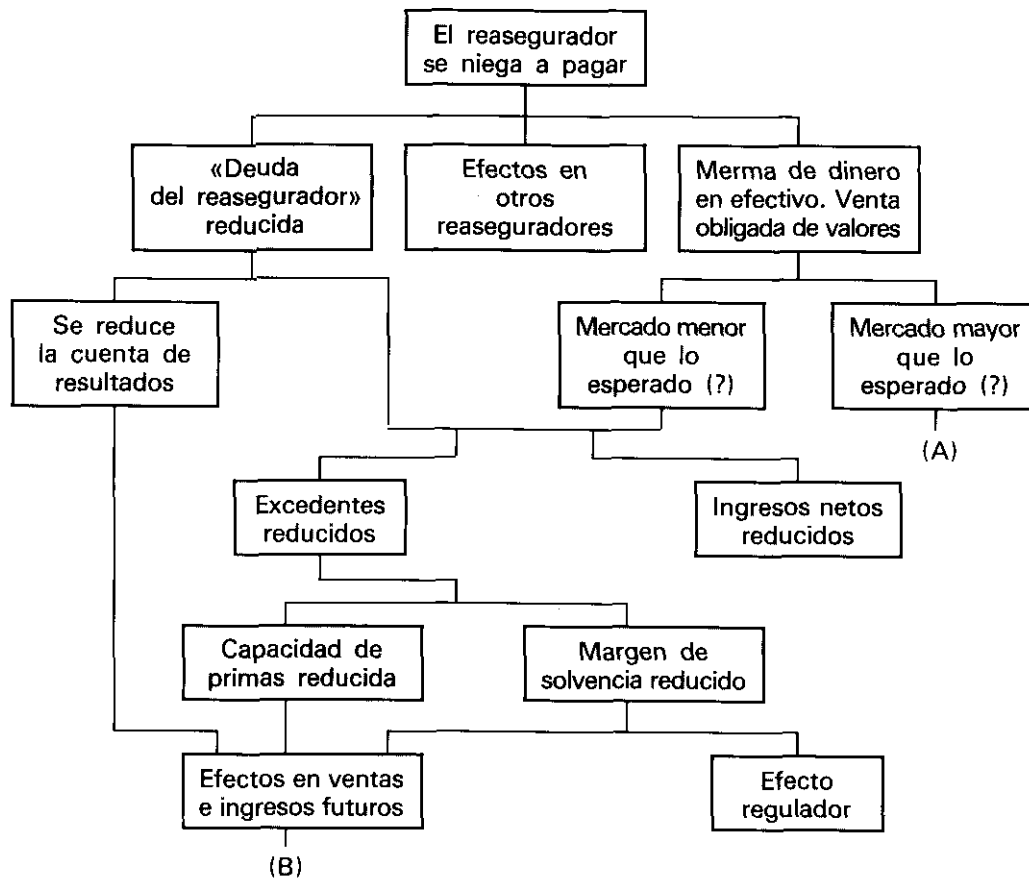 El reasegurador
se niega a pagar
«Deuda
del reasegurador»
reducida
Efectos en
otros
reaseguradores
Merma de dinero
en efectivo. Venta
obligada de valores
Se reduce
la cuenta de
resultados
Mercado menor
que lo
esperado (?)
Mercado mayor
que lo
esperado (?)
(A)
Excedentes
reducidos
Ingresos netos
reducidos
Capacidad de
primas reducida
Margen de
solvencia reducido
Efectos en ventas
e ingresos futuros
Efecto
regulador
(B)